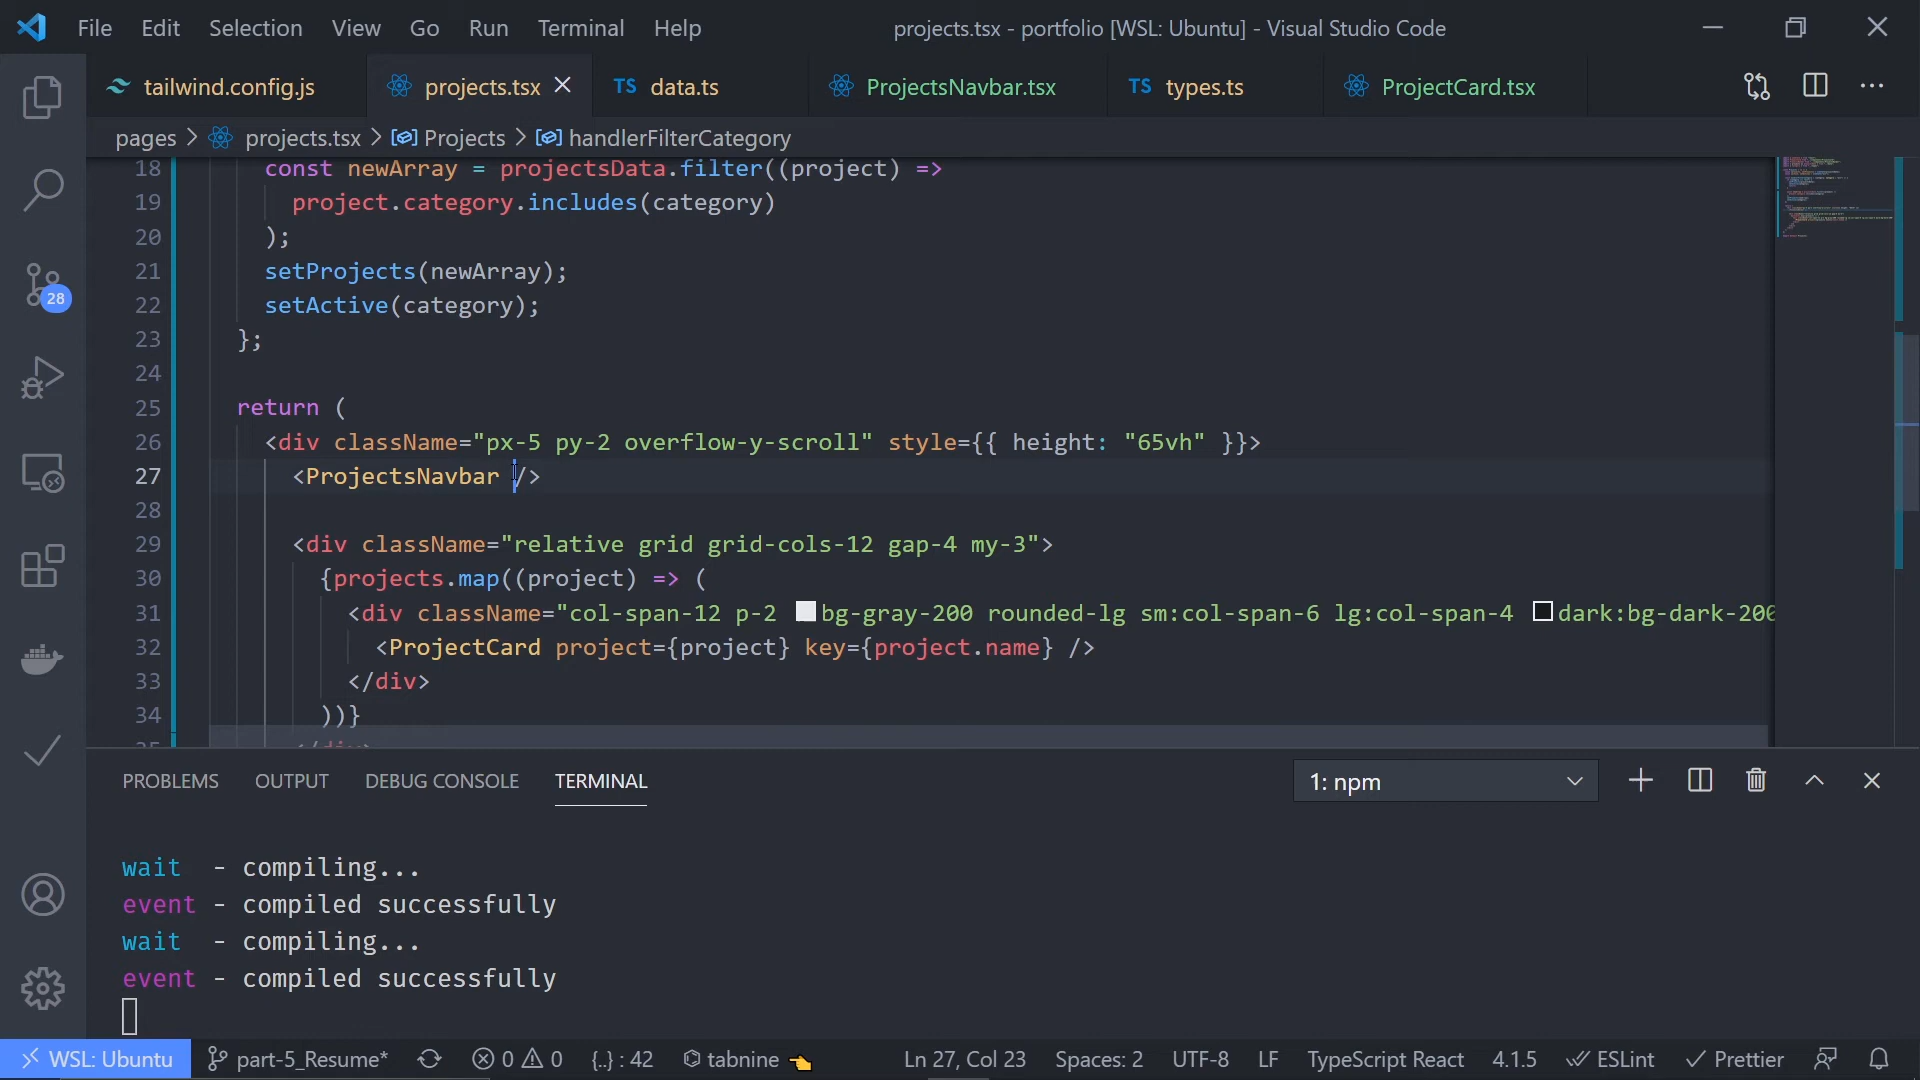 File Edit Selection View Go Run Terminal Help projects.tsx - portfolio [WSL: Ubuntu] - Visual Studio Code
tailwind.config.js projects.tsx TS data.ts ProjectsNavbar.tsx TS types.ts ProjectCard.tsx
pages > projects.tsx > Projects > handlerFilterCategory
18 const newArray = projectsData.filter((project) =>
19 project.category.includes(category)
20 );
21 setProjects(newArray);
22 setActive(category);
23 };
24
25 return (
26 <div className="px-5 py-2 overflow-y-scroll" style={{ height: "65vh" }}>
27 <ProjectsNavbar />
28
29 <div className="relative grid grid-cols-12 gap-4 my-3">
30 {projects.map((project) => (
31 <div className="col-span-12 p-2 bg-gray-200 rounded-lg sm:col-span-6 lg:col-span-4 dark:bg-dark-200
32 <ProjectCard project={project} key={project.name} />
33 </div>
34 ))}
35 </div>
28
PROBLEMS OUTPUT DEBUG CONSOLE TERMINAL 1: npm
wait - compiling...
event - compiled successfully
wait - compiling...
event - compiled successfully
WSL: Ubuntu part-5_Resume* 0 0 {..} : 42 tabnine Ln 27, Col 23 Spaces: 2 UTF-8 LF TypeScript React 4.1.5 ESLint Prettier